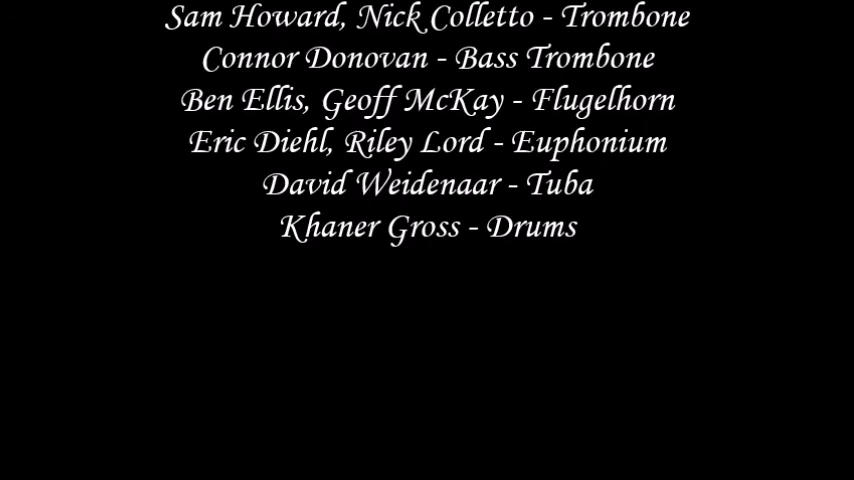 Sam Howard, Nick Colletto - Trombone
Connor Donovan - Bass Trombone
Ben Ellis, Geoff McKay - Flugelhorn
Eric Diehl, Riley Lord - Euphonium
David Weidenaar - Tuba
Khaner Gross - Drums